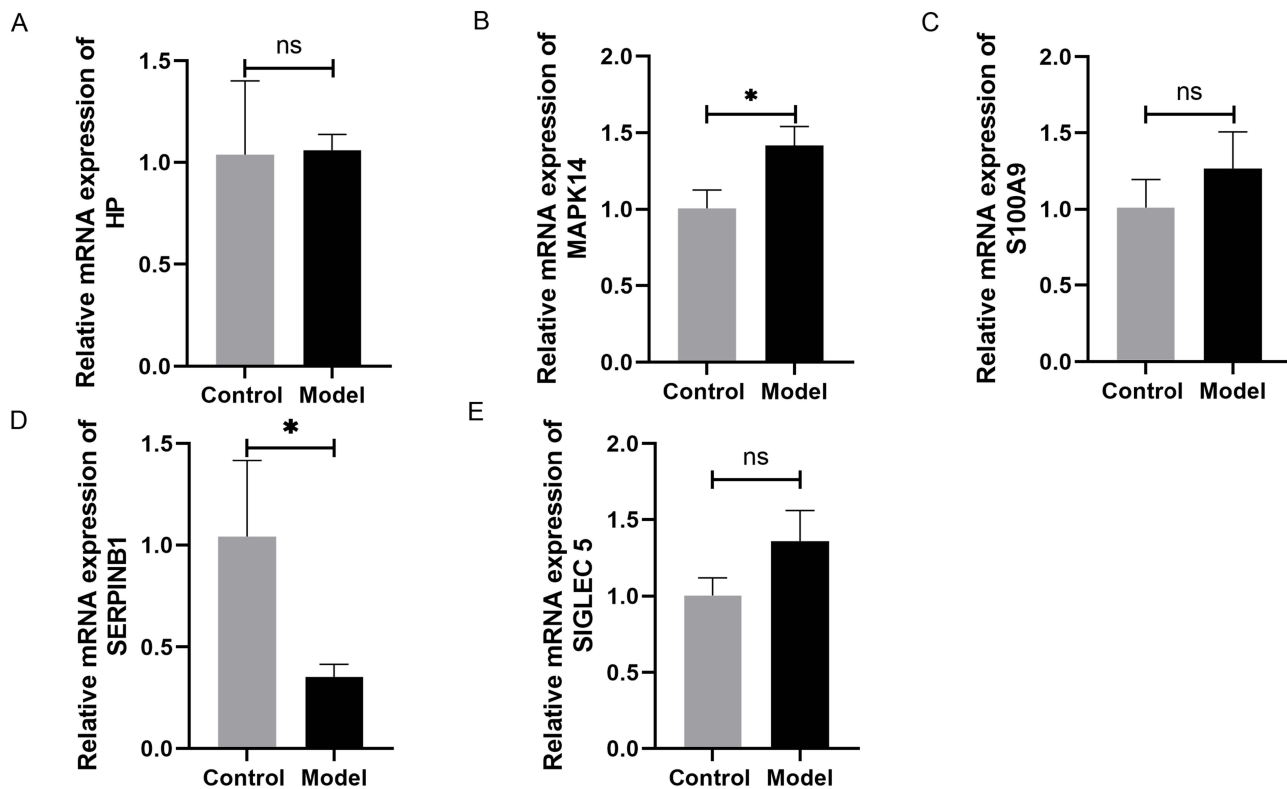 A
Relative mRNA expression of
HP
1.5
1.0
0.5
0.0
ns
Control Model
B
Relative mRNA expression of
MAPK14
2.0
1.5
1.0
0.5
0.0
*
Control Model
C
Relative mRNA expression of
S100A9
2.0
1.5
1.0
0.5
0.0
ns
Control Model
D
Relative mRNA expression of
SERPINB1
1.5
1.0
0.5
0.0
*
Control Model
E
Relative mRNA expression of
SIGLEC 5
2.0
1.5
1.0
0.5
0.0
ns
Control Model